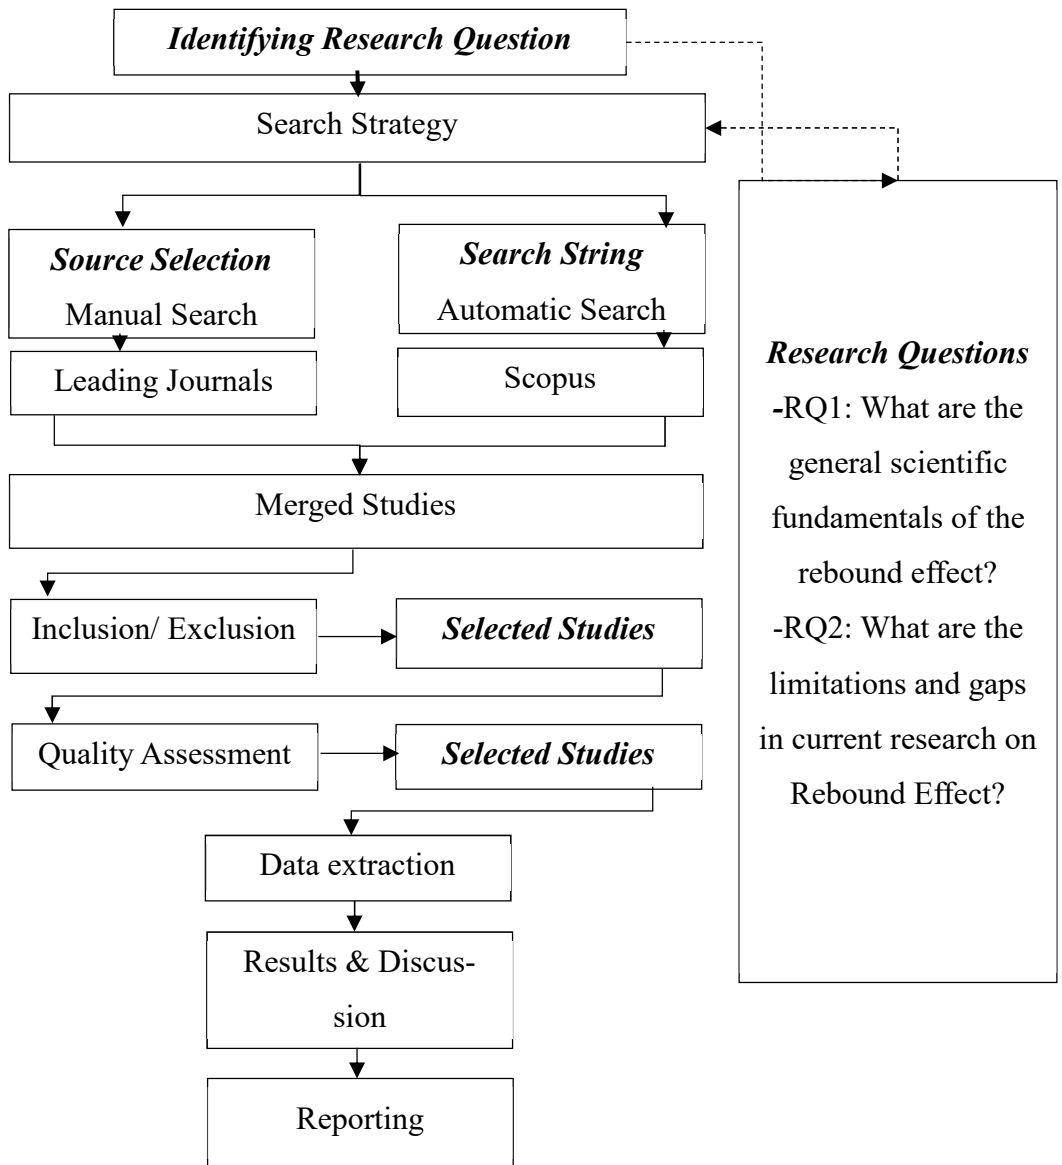 Identifying Research Question
Search Strategy
Source Selection
Manual Search
Search String
Automatic Search
Leading Journals
Scopus
Merged Studies
Inclusion/ Exclusion
Selected Studies
Quality Assessment
Selected Studies
Data extraction
Results & Discus-
sion
Reporting
Research Questions
-RQ1: What are the
general scientific
fundamentals of the
rebound effect?
-RQ2: What are the
limitations and gaps
in current research on
Rebound Effect?